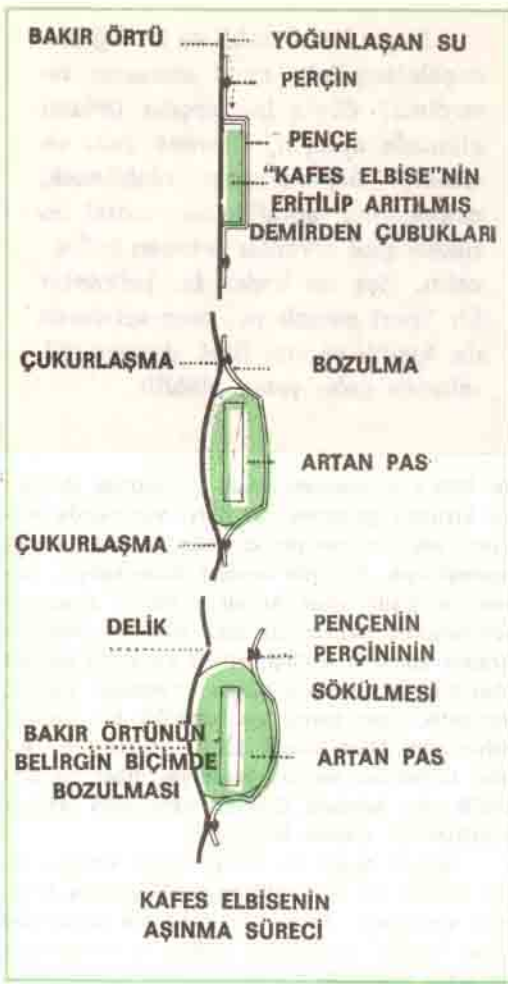 BAKIR ÖRTÜ
YOĞUNLAŞAN SU
PERÇİN
PENÇE
"KAFES ELBİSE"NİN
ERİTİLİP ARITILMIŞ
DEMİRDEN ÇUBUKLARI
ÇUKURLAŞMA
BOZULMA
ARTAN PAS
ÇUKURLAŞMA
DELİK
PENÇENİN
PERÇİNİNİN
SÖKÜLMESİ
BAKIR ÖRTÜNÜN
BELİRGİN BİÇİMDE
BOZULMASI
ARTAN PAS
KAFES ELBİSENİN
AŞINMA SÜRECİ